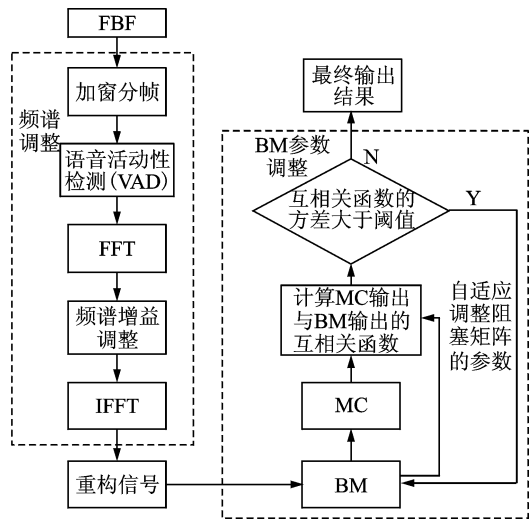 FBF
频谱
调整
加窗分帧
语音活动性
检测(VAD)
FFT
频谱增益
调整
IFFT
重构信号
最终输出
结果
BM参数
调整
N
互相关函数的
方差大于阈值
Y
计算MC输出
与BM输出的
互相关函数
自适应
调整阻
塞矩阵
的参数
MC
BM